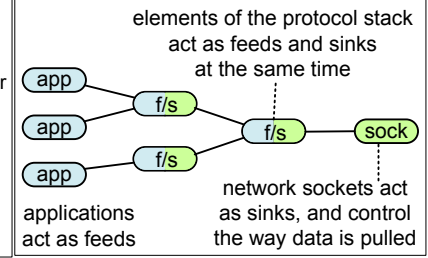 elements of the protocol stack
act as feeds and sinks
at the same time
r
app
f/s
app
f/s
sock
f/s
app
applications
act as feeds
network sockets act
as sinks, and control
the way data is pulled